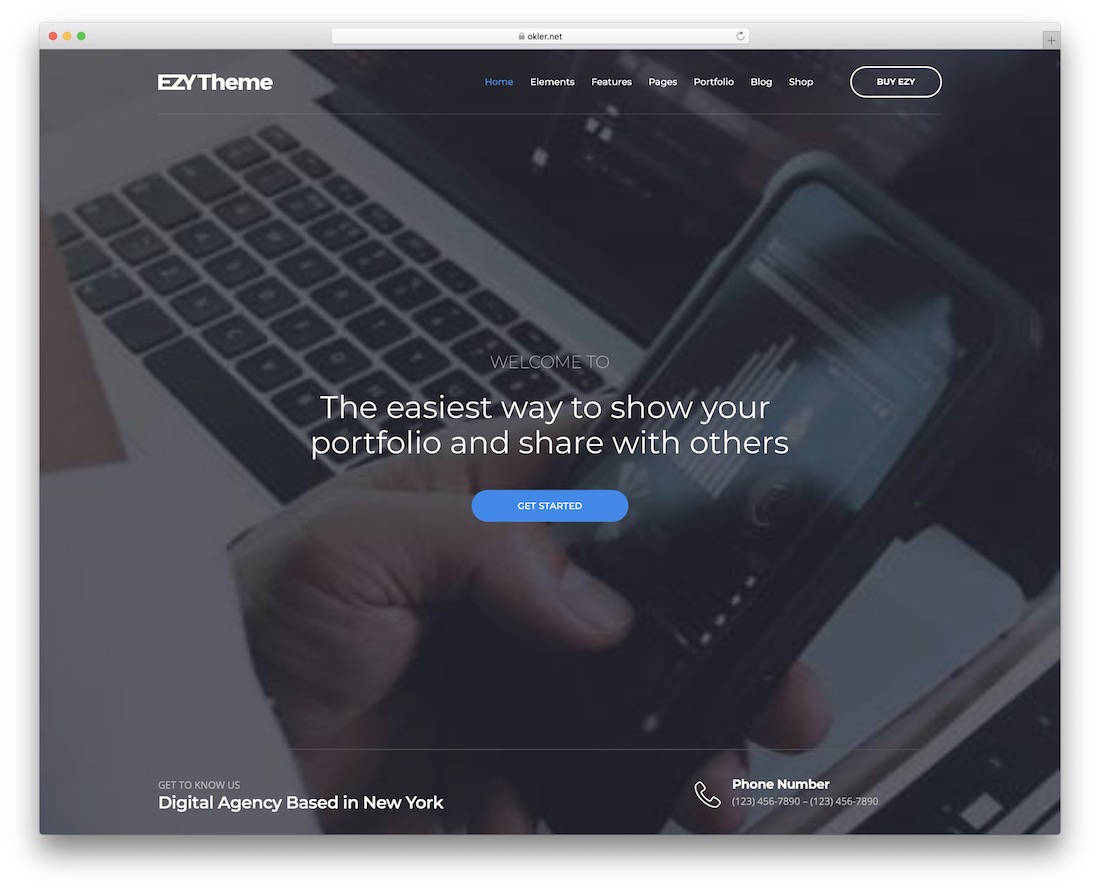 okler.net
EZY Theme
Home Elements Features Pages Portfolio Blog Shop BUY EZY
WELCOME TO
The easiest way to show your
portfolio and share with others
GET STARTED
GET TO KNOW US
Digital Agency Based in New York
Phone Number
(123) 456-7890 – (123) 456-7890